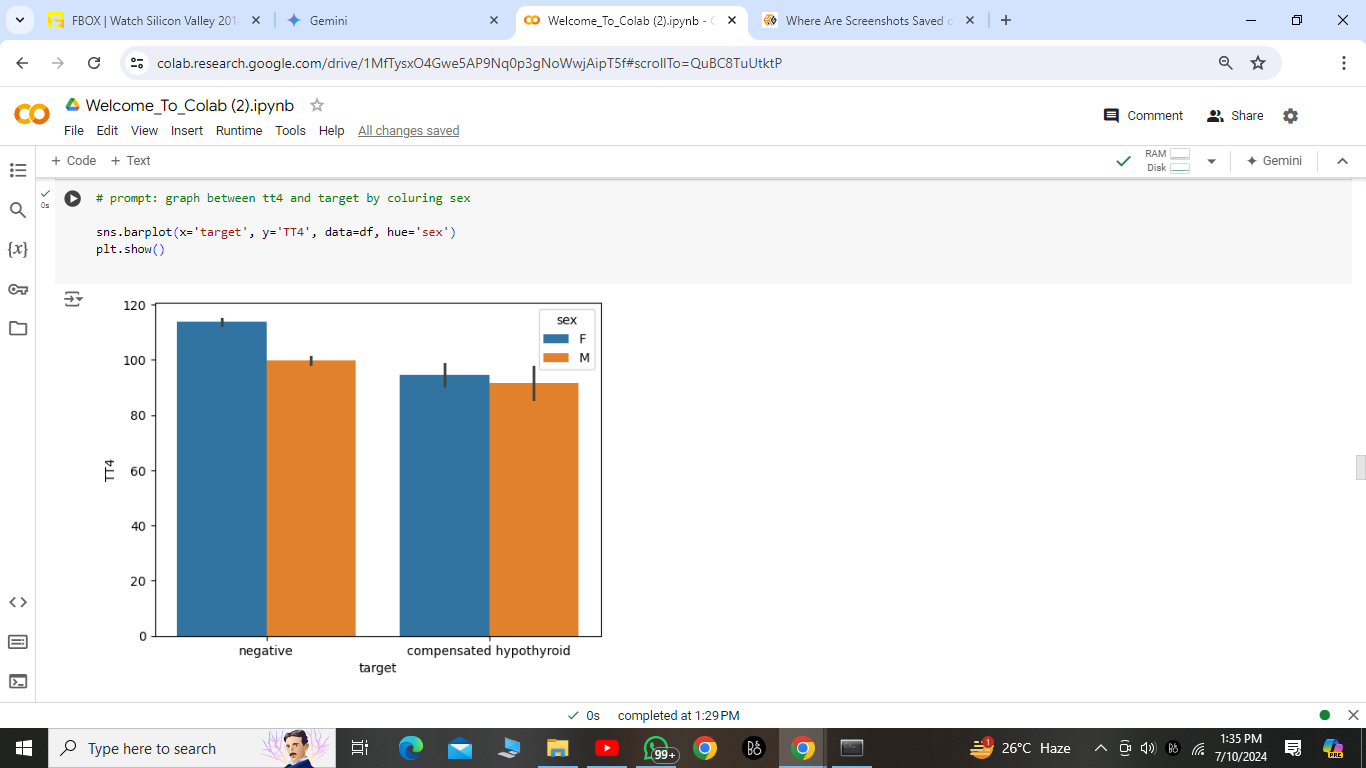 FBOX | Watch Silicon Valley 201
Gemini
Welcome_To_Colab (2).ipynb - C
Where Are Screenshots Saved o
colab.research.google.com/drive/1MfTysxO4Gwe5AP9Nq0p3gNoWwjAipT5f#scrollTo=QuBC8TuUtktP
Welcome_To_Colab (2).ipynb
Comment
Share
File Edit View Insert Runtime Tools Help All changes saved
+ Code + Text
RAM
Disk
Gemini
0s
# prompt: graph between tt4 and target by coluring sex
sns.barplot(x='target', y='TT4', data=df, hue='sex')
plt.show()
{x}
120
100
80
60
40
20
0
TT4
sex
F
M
negative
compensated hypothyroid
target
0s completed at 1:29 PM
Type here to search
99+
1
26°C Haze
1:35 PM
7/10/2024
PRE